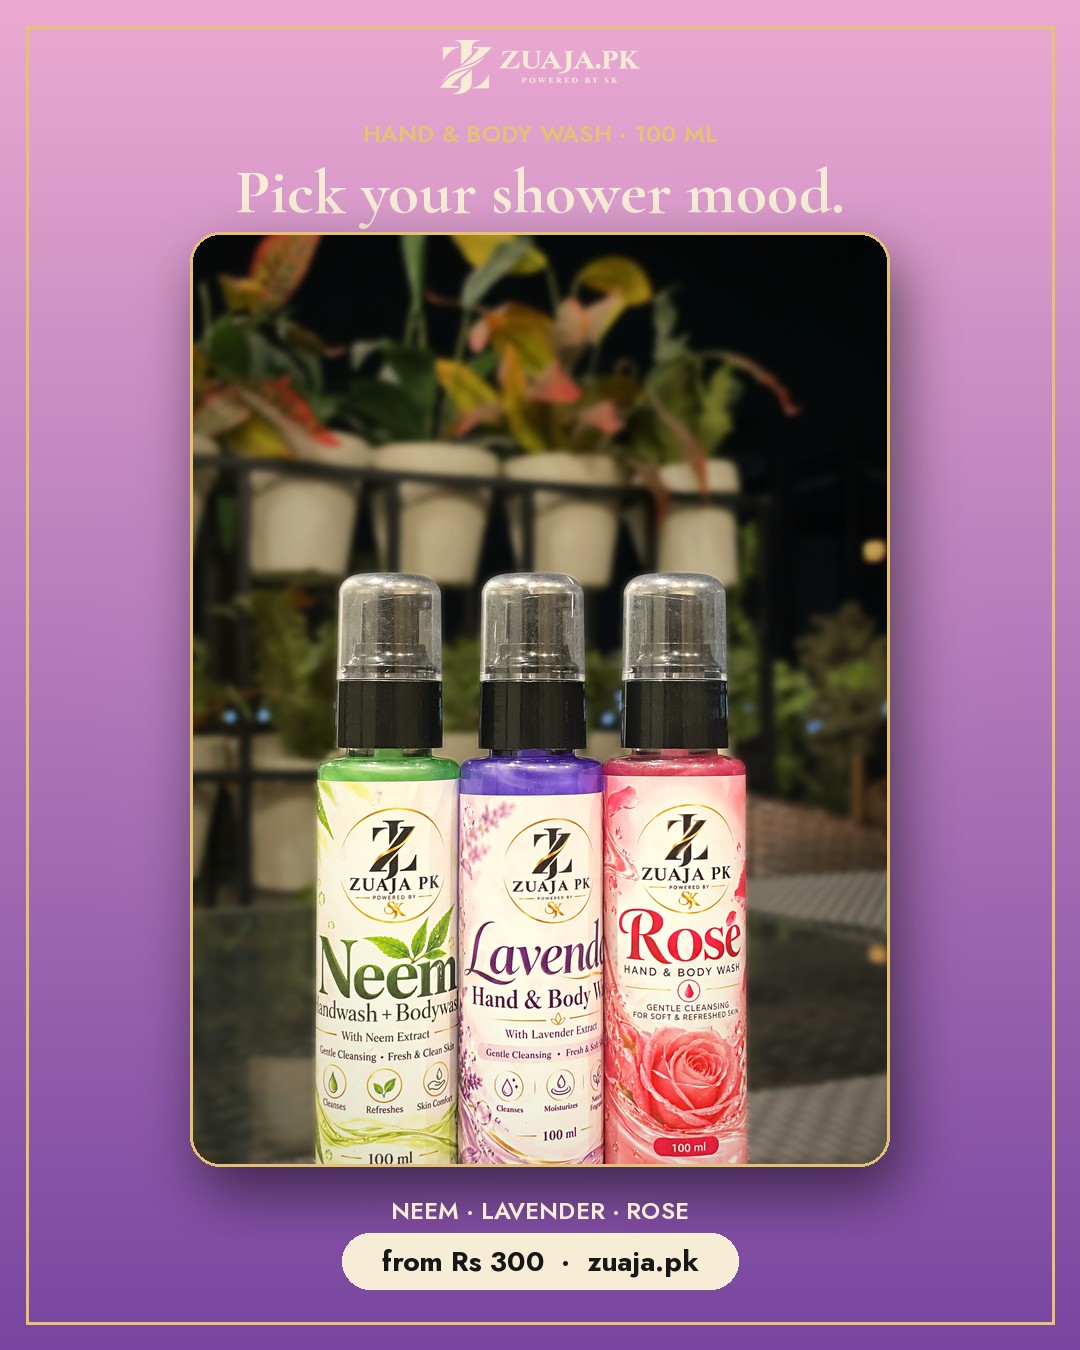 ZUAJA.PK
POWERED BY SK
HAND & BODY WASH · 100 ML
Pick your shower mood.
ZUAJA PK
POWERED BY
SK
Neem
andwash + Bodywas
With Neem Extract
Gentle Cleansing • Fresh & Clean Skin
Cleanses
Refreshes
Skin Comfort
100 ml
ZUAJA PK
POWERED BY
SK
Lavend
Hand & Body W
With Lavender Extract
Gentle Cleansing • Fresh & Soft
Cleanses
Moisturizes
100 ml
ZUAJA PK
POWERED BY
SK
Rose
HAND & BODY WASH
GENTLE CLEANSING
FOR SOFT & REFRESHED SKIN
100 ml
NEEM · LAVENDER · ROSE
from Rs 300 · zuaja.pk